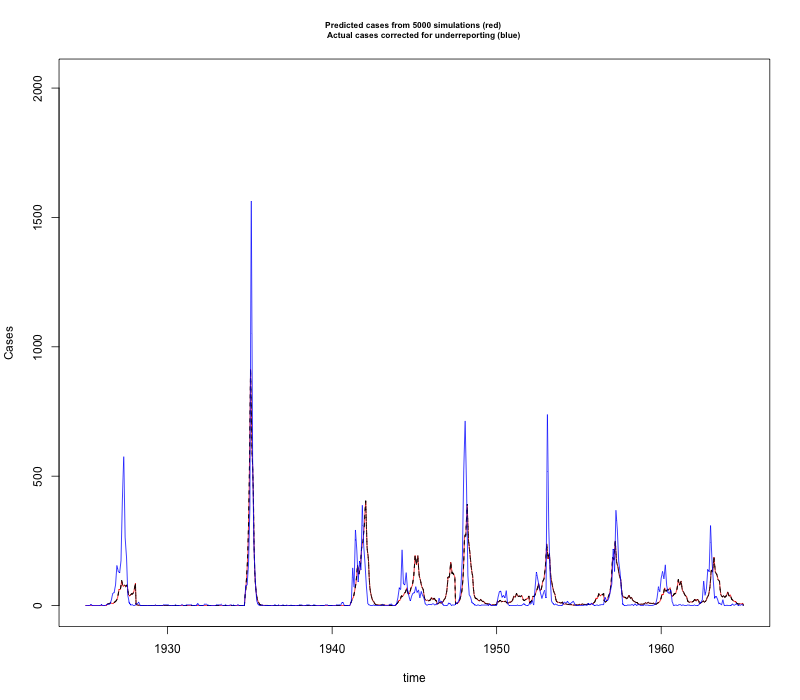 Predicted cases from 5000 simulations (red)
Actual cases corrected for underreporting (blue)
2000
1500
1000
500
0
Cases
1930 1940 1950 1960
time